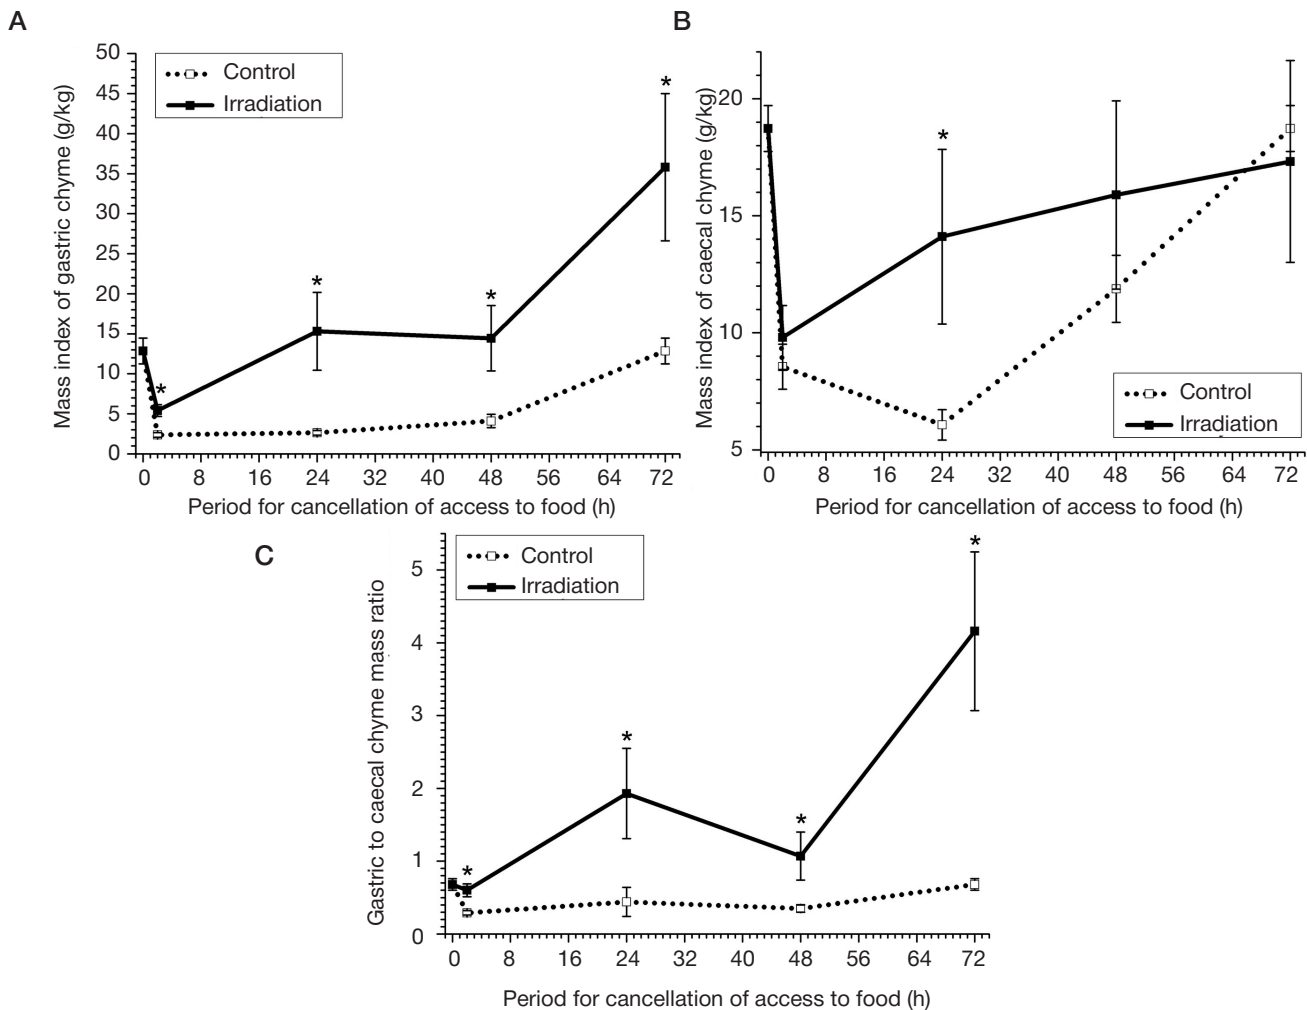 A
Mass index of gastric chyme (g/kg)
50
45
40
35
30
25
20
15
10
5
0
Control
Irradiation
*
*
*
*
0 8 16 24 32 40 48 56 64 72
Period for cancellation of access to food (h)
B
Mass index of caecal chyme (g/kg)
20
15
10
5
*
Control
Irradiation
0 8 16 24 32 40 48 56 64 72
Period for cancellation of access to food (h)
C
Gastric to caecal chyme mass ratio
5
4
3
2
1
0
Control
Irradiation
*
*
*
*
0 8 16 24 32 40 48 56 64 72
Period for cancellation of access to food (h)